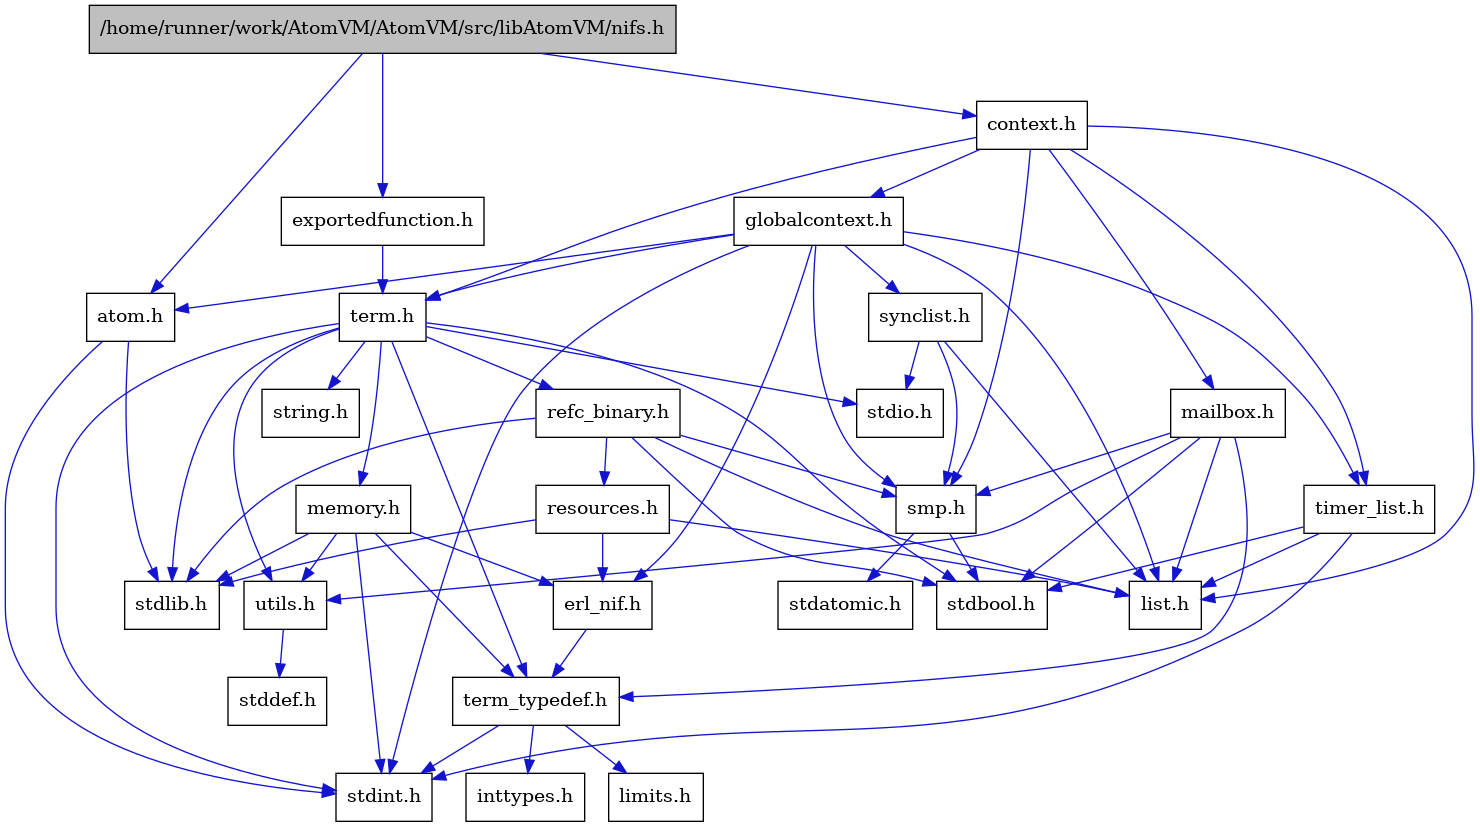 /home/runner/work/AtomVM/AtomVM/src/libAtomVM/nifs.h
context.h
exportedfunction.h
globalcontext.h
atom.h
term.h
synclist.h
string.h
refc_binary.h
stdio.h
mailbox.h
memory.h
resources.h
smp.h
timer_list.h
stdlib.h
utils.h
erl_nif.h
stdatomic.h
stdbool.h
list.h
stddef.h
term_typedef.h
stdint.h
inttypes.h
limits.h